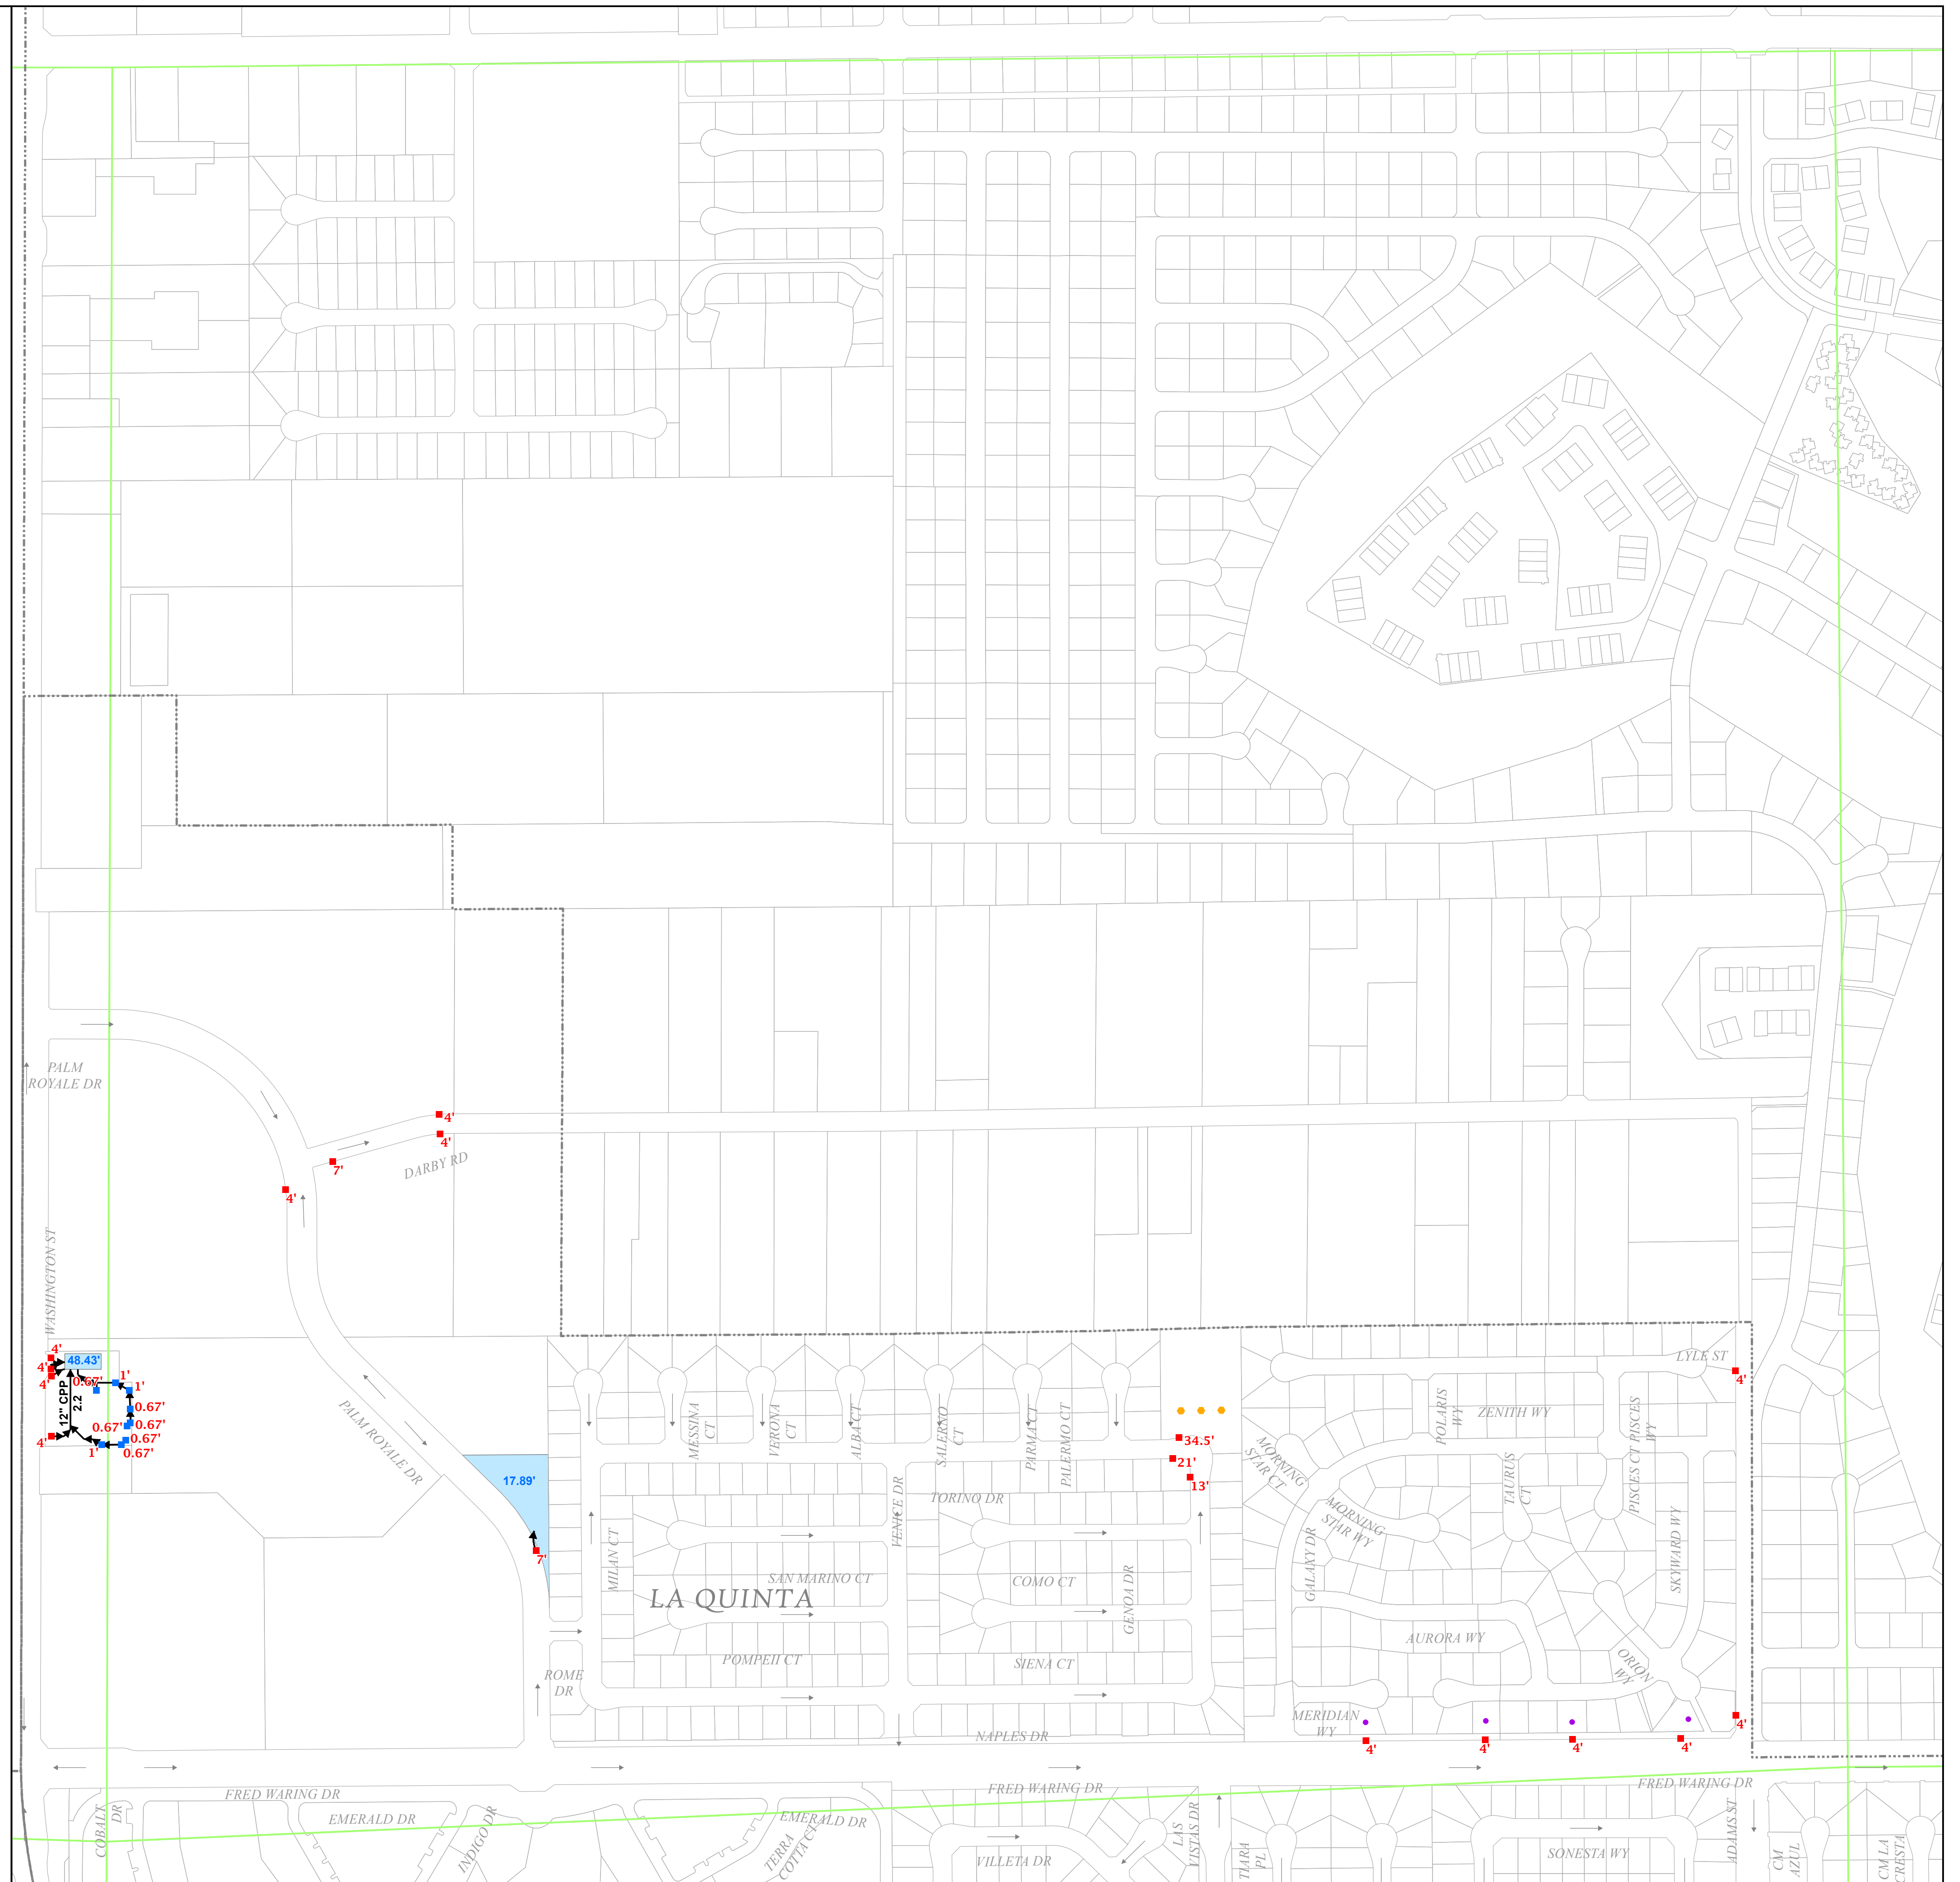 PALM
ROYALE DR
4'
4'
DARBY RD
7'
4'
WASHINGTON ST
4'
4'
4'
48.43'
0.67'
1'
1'
12" CPP
2.2
0.67'
0.67'
0.67'
0.67'
4'
1'
0.67'
PALM ROYALE DR
17.89'
7'
MESSINA
CT
VERONA
CT
ALBA CT
SALERNO
CT
PARMA CT
PALERMO CT
34.5'
21'
13'
MORNING
STAR CT
MORNING
STAR WY
POLARIS
WY
ZENITH WY
LYLE ST
4'
TAURUS
CT
PISCES CT
PISCES
WY
SKYWARD WY
GALAXY DR
VENICE DR
TORINO DR
MILAN CT
SAN MARINO CT
COMO CT
GENOA DR
LA QUINTA
POMPEII CT
SIENA CT
AURORA WY
ORION
WY
ROME
DR
MERIDIAN
WY
NAPLES DR
4'
4'
4'
4'
4'
FRED WARING DR
FRED WARING DR
FRED WARING DR
COBALT
DR
EMERALD DR
INDIGO DR
EMERALD DR
TERRA
COTTA CT
VILLETA DR
LAS
VISTAS DR
TIARA
PL
SONESTA WY
ADAMS ST
CM
AZUL
CM LA
CRESTA